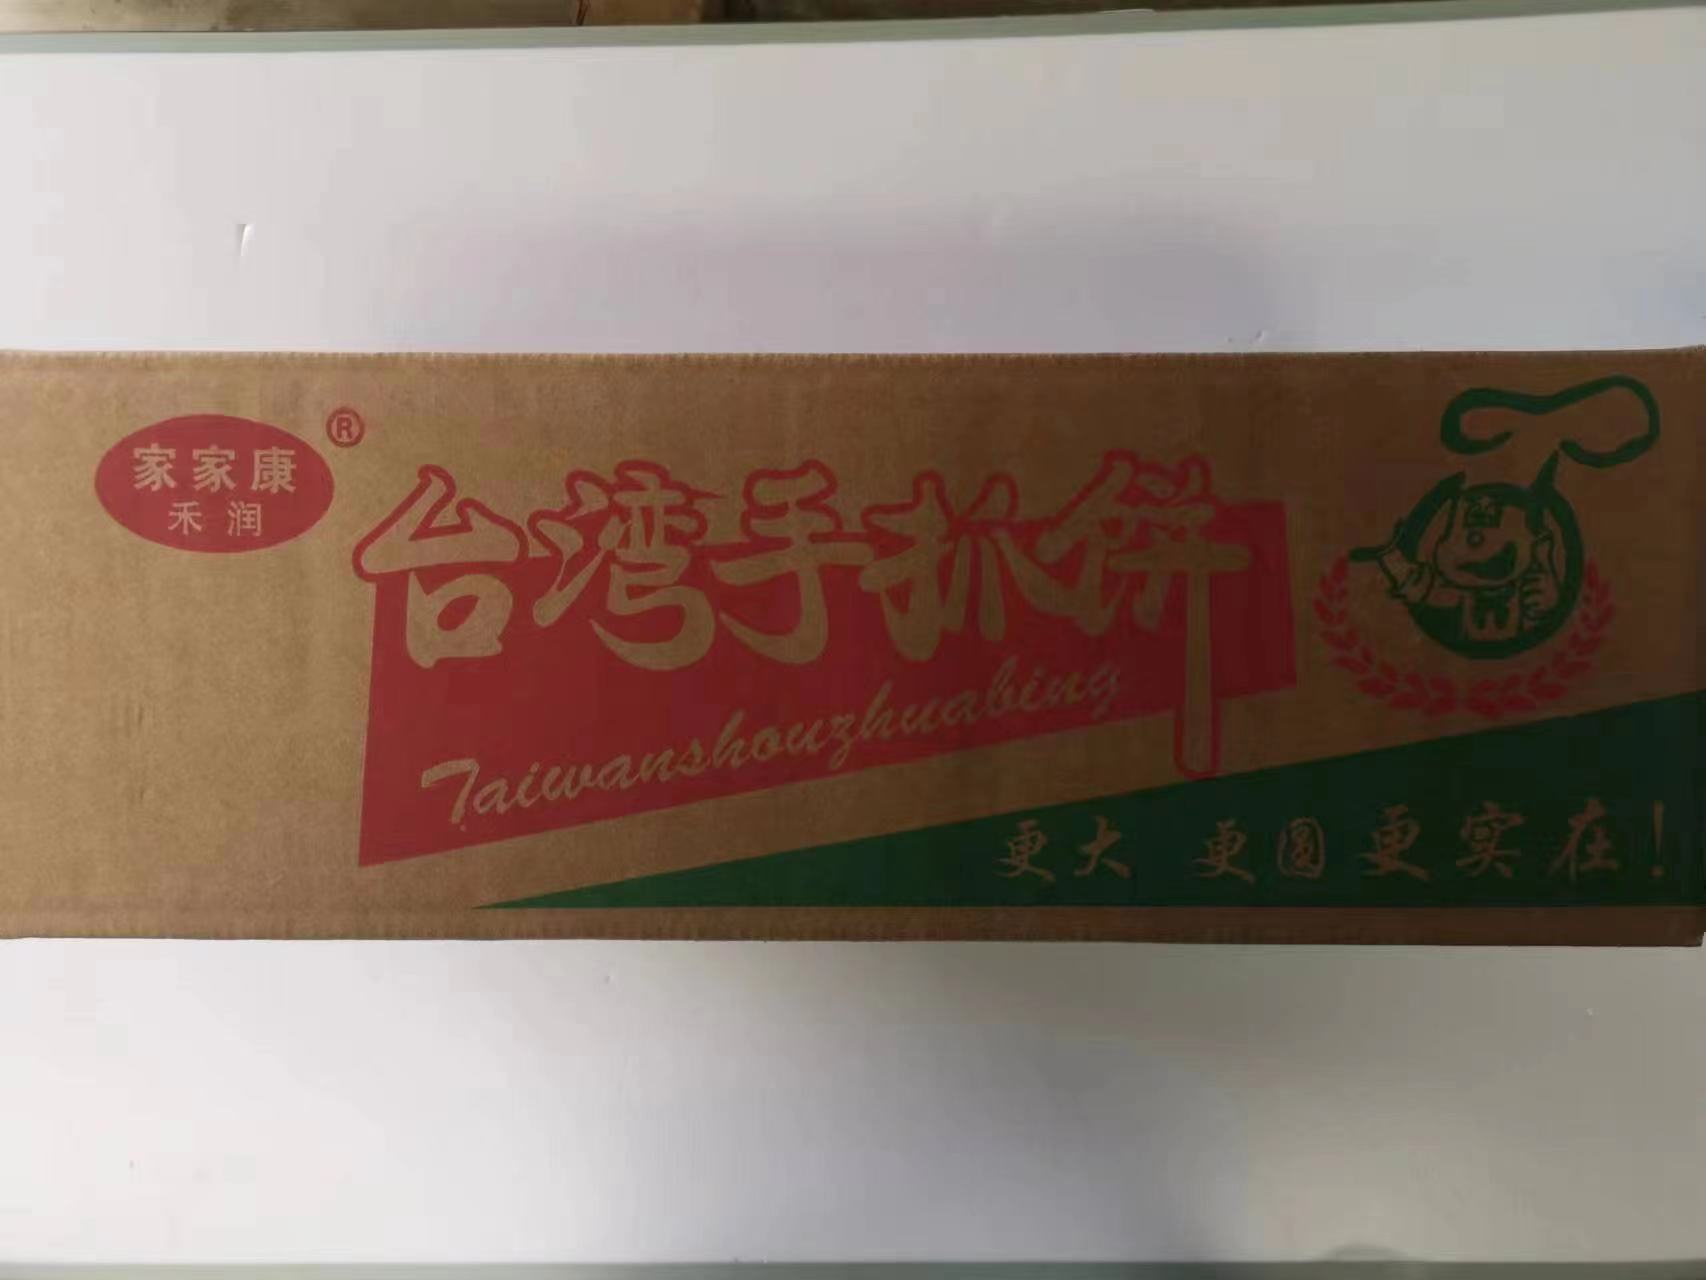 家家康
禾润
®
台湾手抓饼
Taiwanshouzhuabing
更大 更圆 更实在！